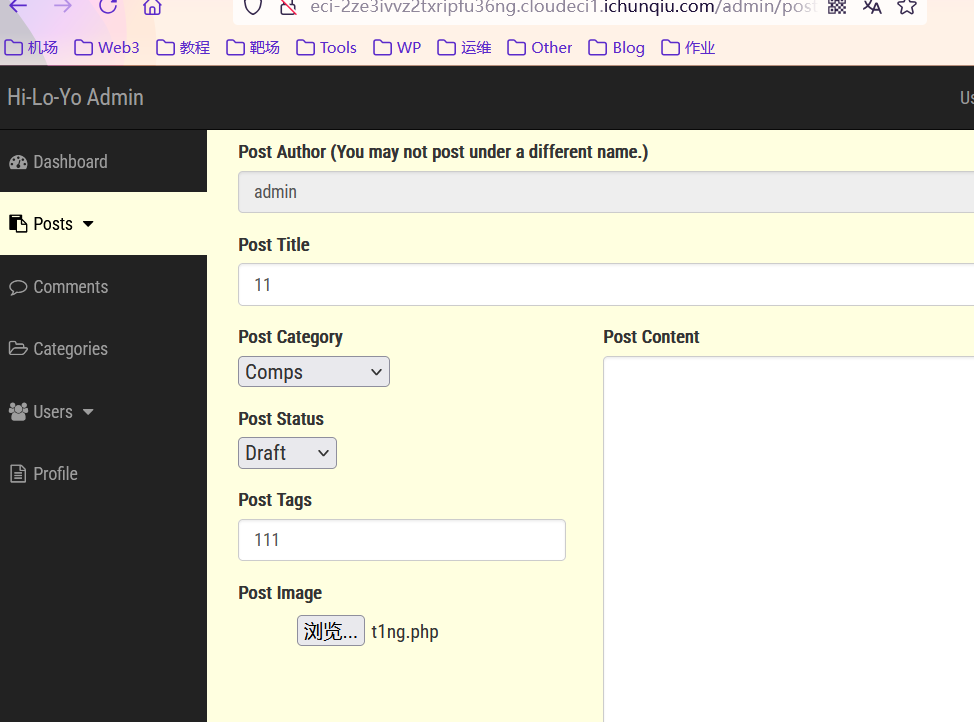 eci-2ze3ivvz2txripfu36ng.cloudeci1.ichunqiu.com/admin/post
机场 Web3 教程 靶场 Tools WP 运维 Other Blog 作业
Hi-Lo-Yo Admin
Dashboard
Posts
Comments
Categories
Users
Profile
Post Author (You may not post under a different name.)
admin
Post Title
11
Post Category
Comps
Post Status
Draft
Post Tags
111
Post Image
浏览... t1ng.php
Post Content